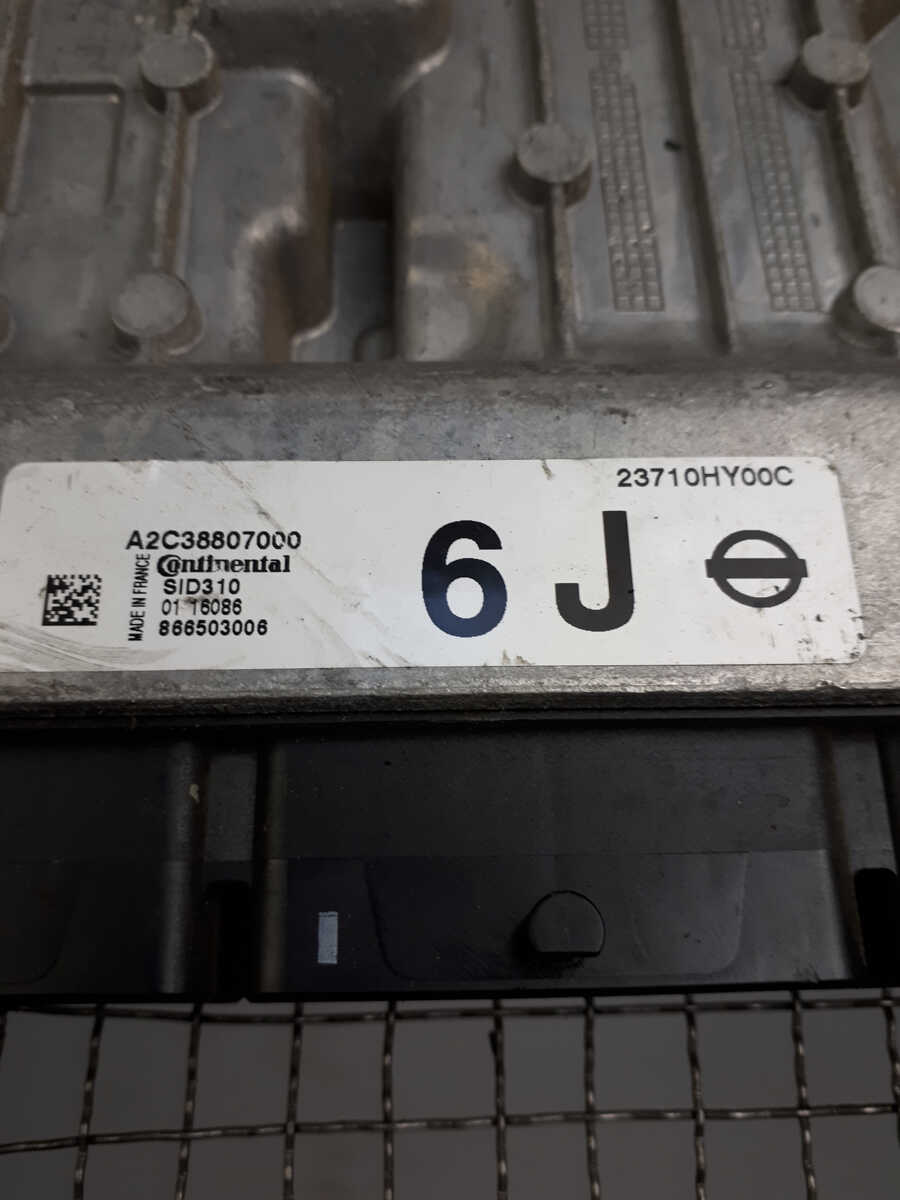 23710HY00C
A2C38807000
Continental
MADE IN FRANCE
SID310
01 16086
866503006
6J